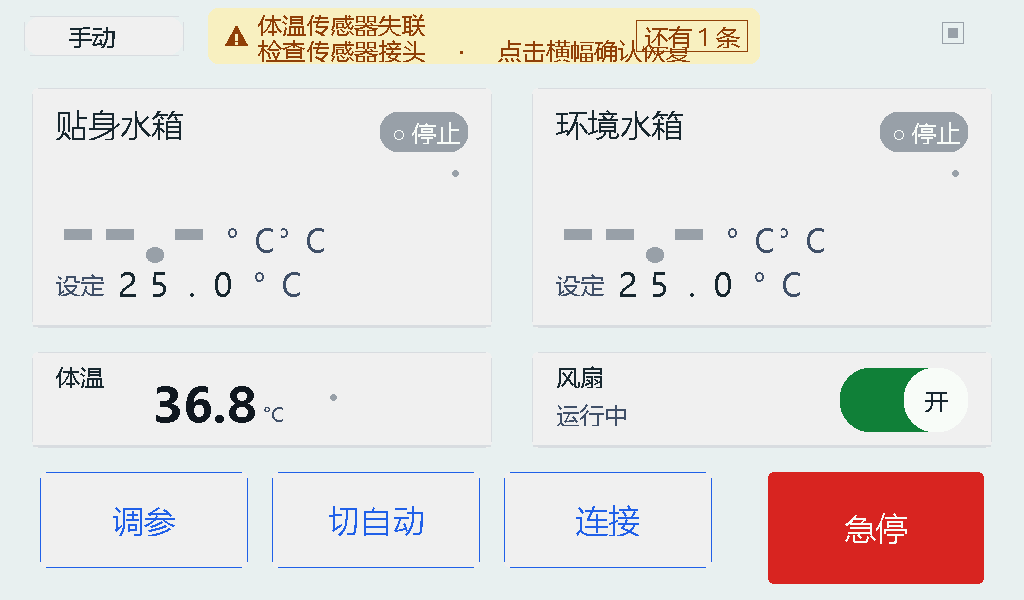 手动
体温传感器失联
检查传感器接头 · 点击横幅确认恢复
还有1条
贴身水箱
○ 停止
--.- °C°C
设定 25.0 °C
环境水箱
○ 停止
--.- °C°C
设定 25.0 °C
体温
36.8 °C
风扇
运行中
开
调参
切自动
连接
急停